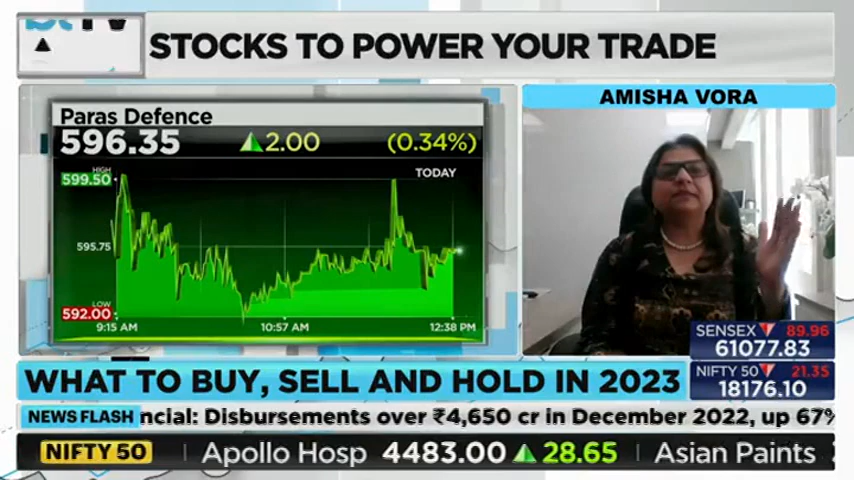 STOCKS TO POWER YOUR TRADE
Paras Defence
596.35 2.00 (0.34%)
TODAY
HIGH
599.50
595.75
LOW
592.00
9:15 AM 10:57 AM 12:38 PM
AMISHA VORA
SENSEX 89.96
61077.83
NIFTY 50 21.35
18176.10
WHAT TO BUY, SELL AND HOLD IN 2023
NEWS FLASH ncial: Disbursements over ₹4,650 cr in December 2022, up 67%
NIFTY 50 Apollo Hosp 4483.00 28.65 Asian Paints